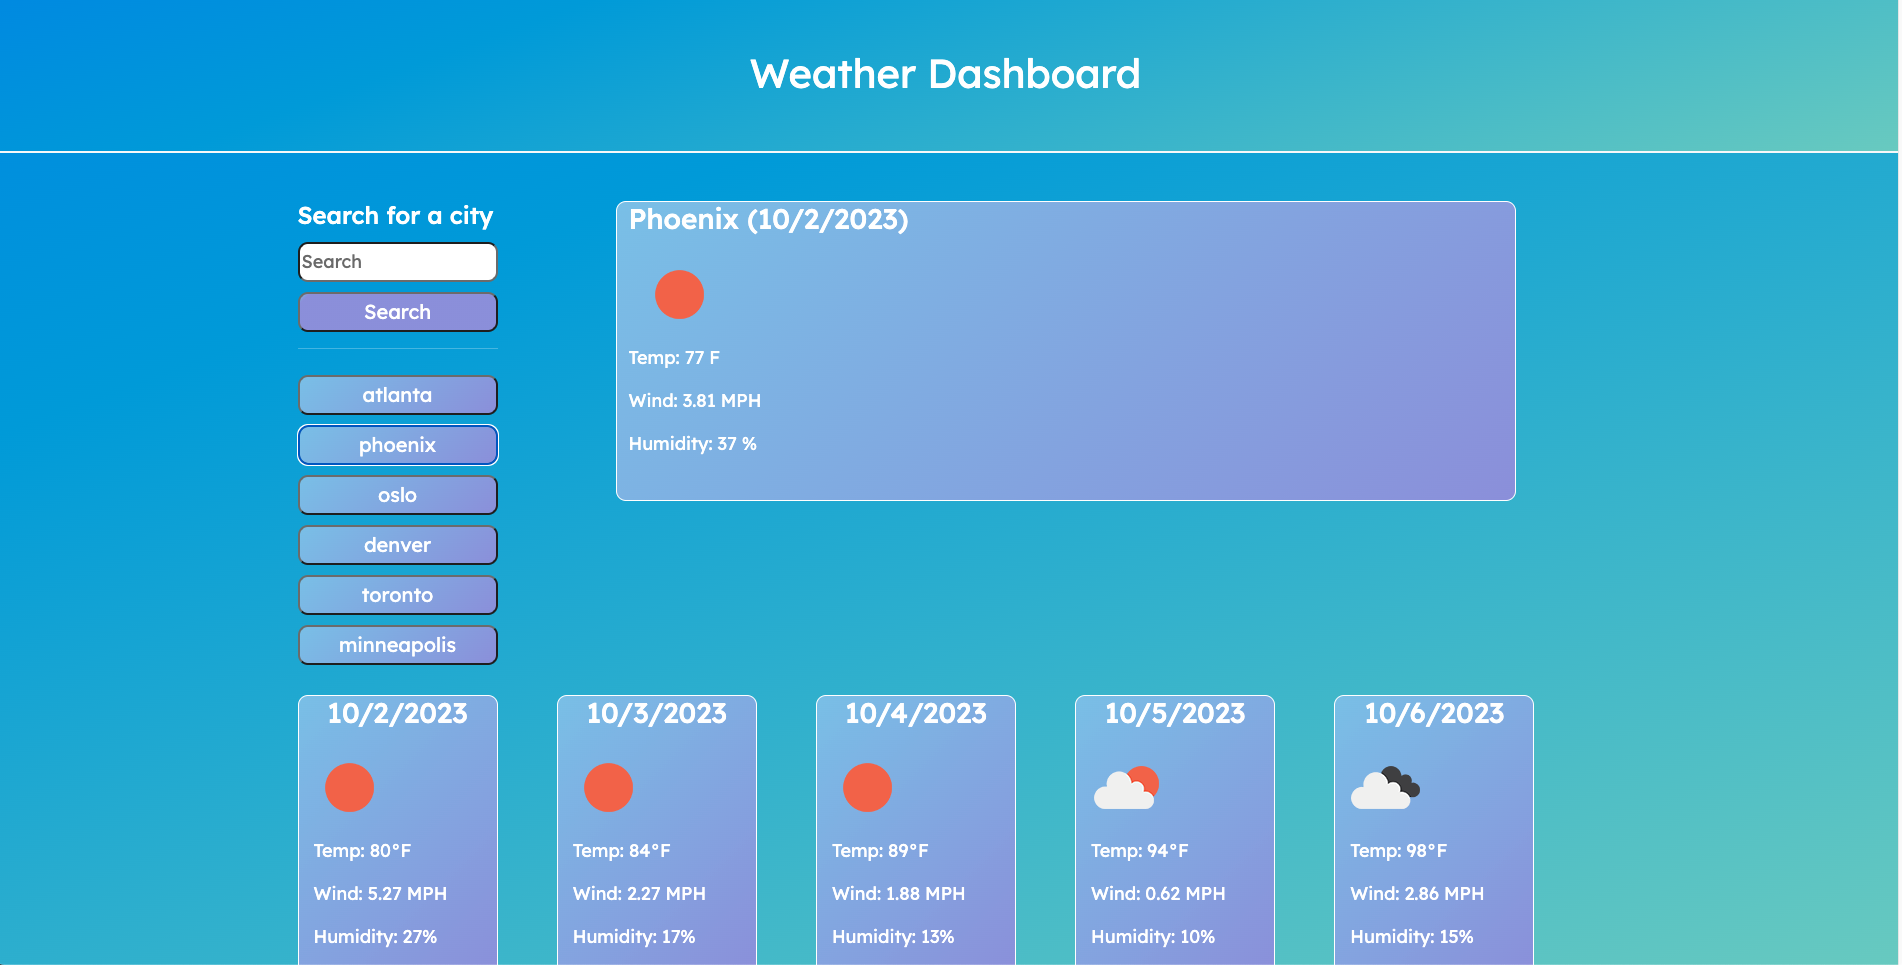 Weather Dashboard
Search for a city
Search
Search
atlanta
phoenix
oslo
denver
toronto
minneapolis
Phoenix (10/2/2023)
Temp: 77 F
Wind: 3.81 MPH
Humidity: 37 %
10/2/2023
Temp: 80°F
Wind: 5.27 MPH
Humidity: 27%
10/3/2023
Temp: 84°F
Wind: 2.27 MPH
Humidity: 17%
10/4/2023
Temp: 89°F
Wind: 1.88 MPH
Humidity: 13%
10/5/2023
Temp: 94°F
Wind: 0.62 MPH
Humidity: 10%
10/6/2023
Temp: 98°F
Wind: 2.86 MPH
Humidity: 15%